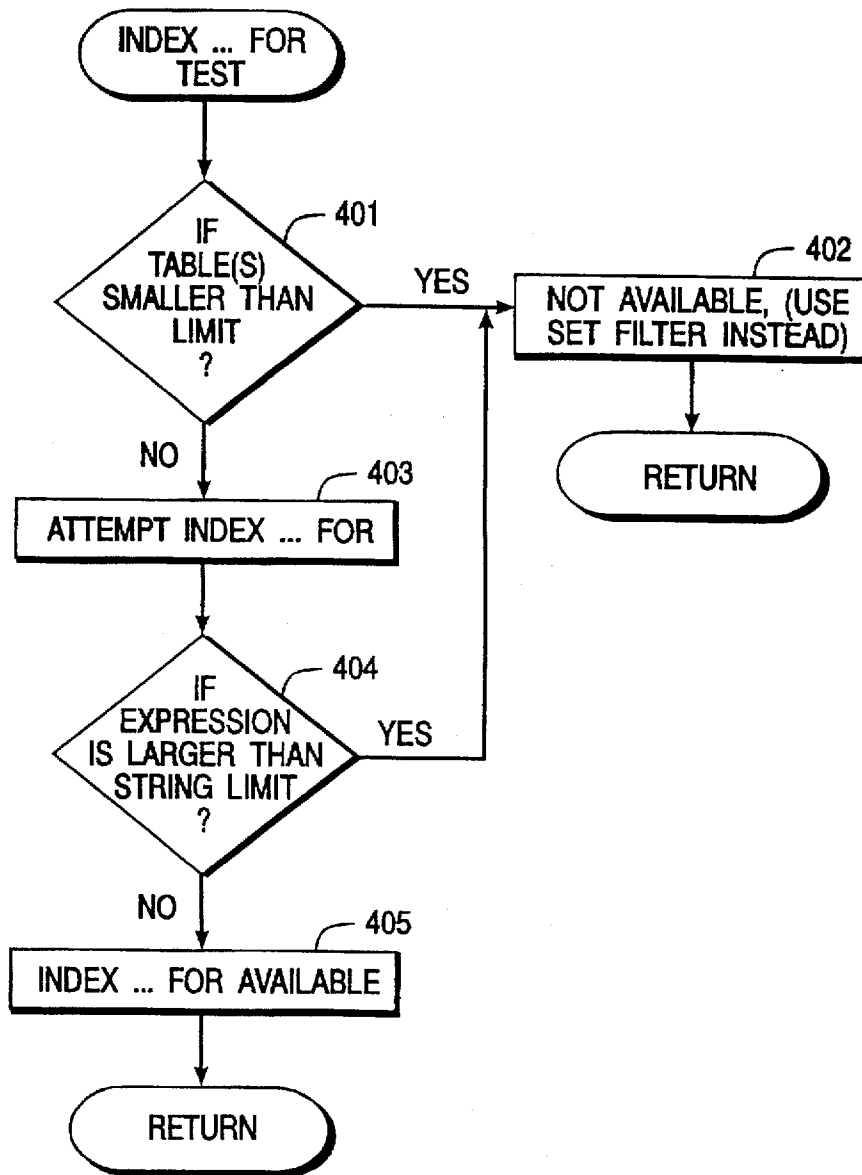 INDEX ... FOR
TEST
401
IF
TABLE(S)
SMALLER THAN
LIMIT
?
YES
402
NOT AVAILABLE, (USE
SET FILTER INSTEAD)
RETURN
NO
403
ATTEMPT INDEX ... FOR
404
IF
EXPRESSION
IS LARGER THAN
STRING LIMIT
?
YES
NO
405
INDEX ... FOR AVAILABLE
RETURN